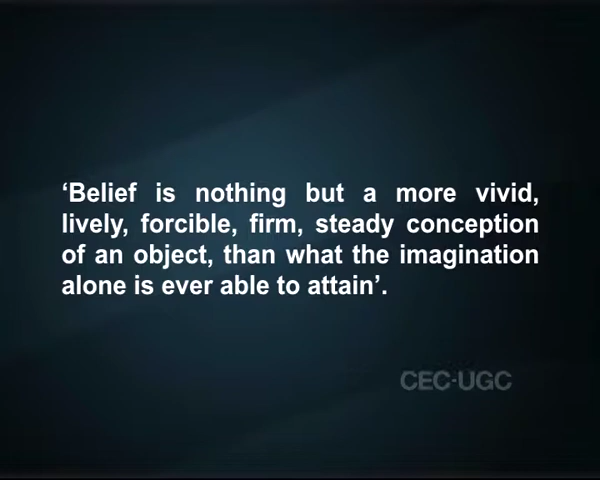 ‘Belief is nothing but a more vivid,
lively, forcible, firm, steady conception
of an object, than what the imagination
alone is ever able to attain’.
CEC-UGC